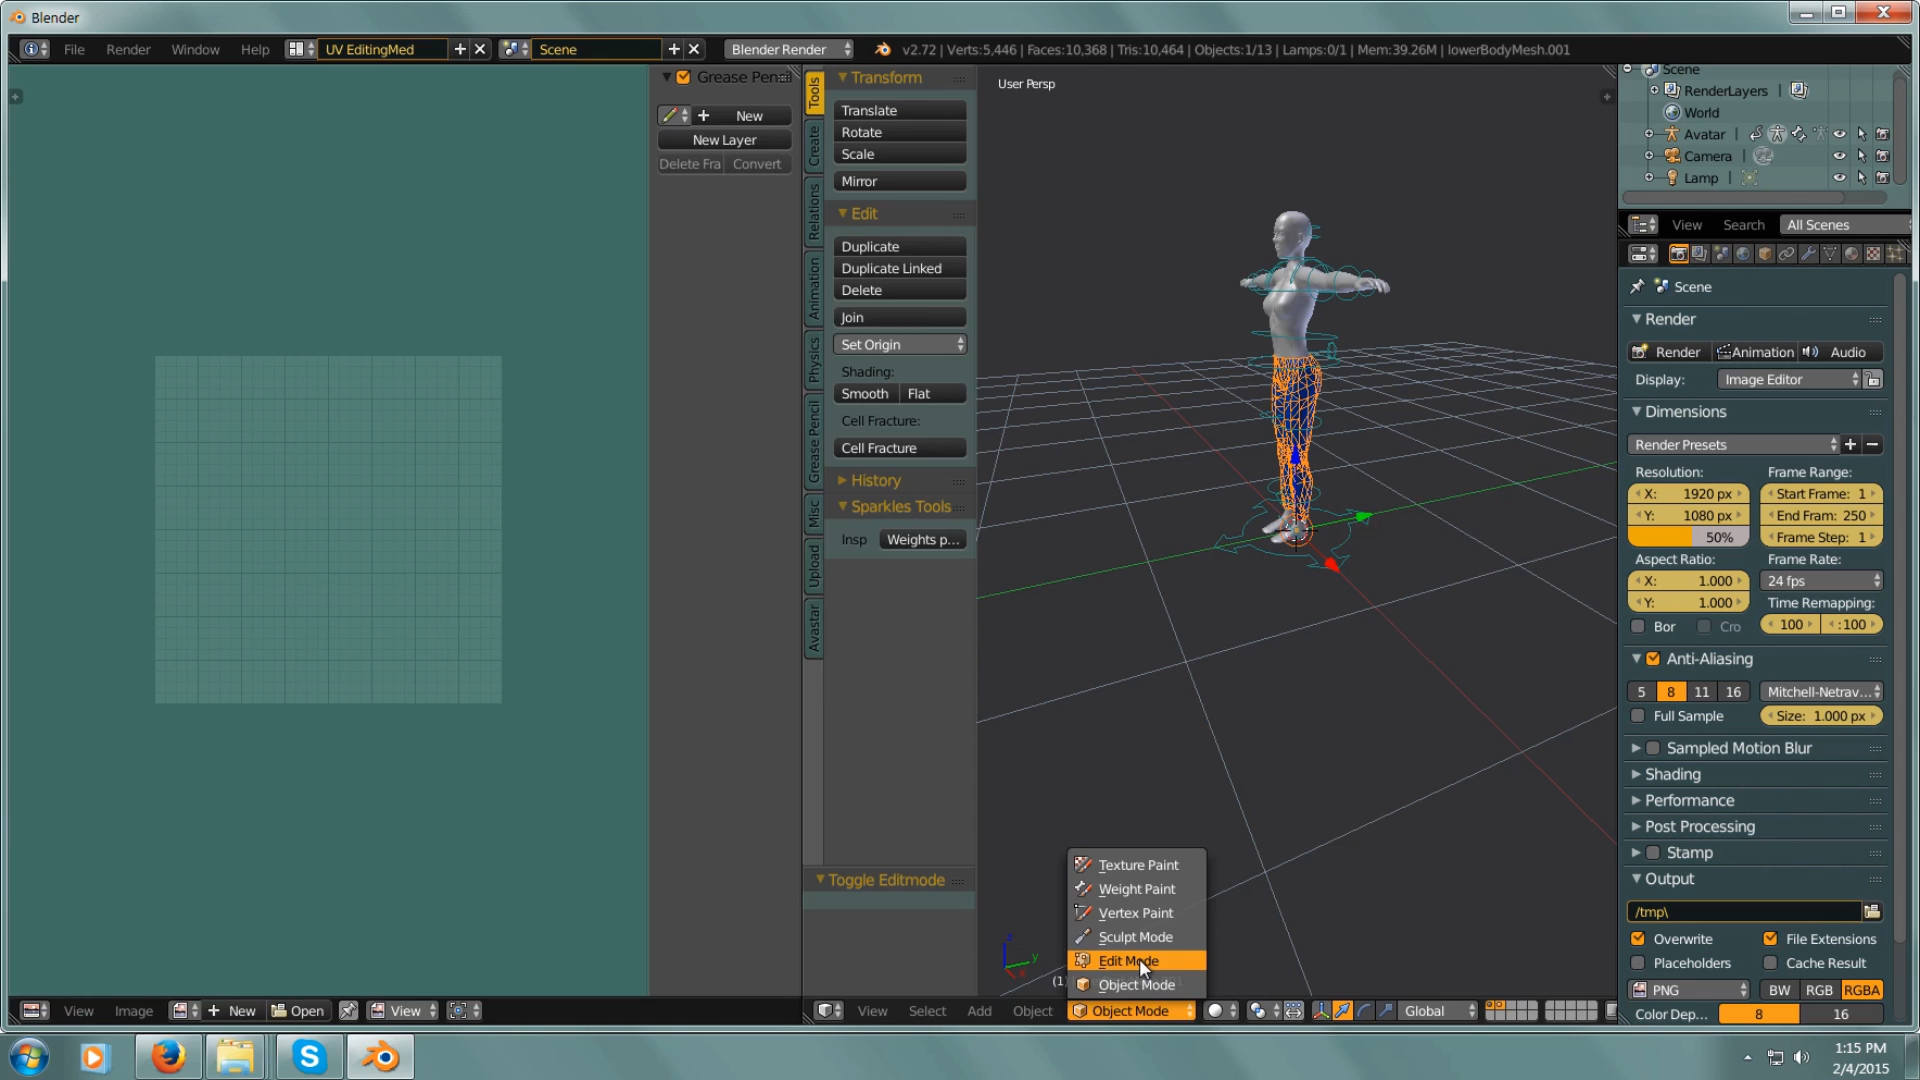 Blender
File Render Window Help UV EditingMed Scene Blender Render v2.72 | Verts:5,446 | Faces:10,368 | Tris:10,464 | Objects:1/13 | Lamps:0/1 | Mem:39.26M | lowerBodyMesh.001
Grease Pencil
New
New Layer
Delete Fra Convert
Tools
Create
Relations
Animation
Physics
Grease Pencil
Misc
Upload
Avastar
Transform
Translate
Rotate
Scale
Mirror
Edit
Duplicate
Duplicate Linked
Delete
Join
Set Origin
Shading:
Smooth Flat
Cell Fracture:
Cell Fracture
History
Sparkles Tools
Insp Weights p...
Toggle Editmode
User Persp
z
y
x
(1)
Texture Paint
Weight Paint
Vertex Paint
Sculpt Mode
Edit Mode
Object Mode
View Image New Open View
View Select Add Object Object Mode Global
Scene
RenderLayers |
World
Avatar |
Camera |
Lamp |
View Search All Scenes
Scene
Render
Render Animation Audio
Display: Image Editor
Dimensions
Render Presets
Resolution: Frame Range:
X: 1920 px Start Frame: 1
Y: 1080 px End Fram: 250
50% Frame Step: 1
Aspect Ratio: Frame Rate:
X: 1.000 24 fps
Y: 1.000 Time Remapping:
Bor Cro 100 :100
Anti-Aliasing
5 8 11 16 Mitchell-Netrav...
Full Sample Size: 1.000 px
Sampled Motion Blur
Shading
Performance
Post Processing
Stamp
Output
/tmp\
Overwrite File Extensions
Placeholders Cache Result
PNG BW RGB RGBA
Color Dep... 8 16
1:15 PM
2/4/2015